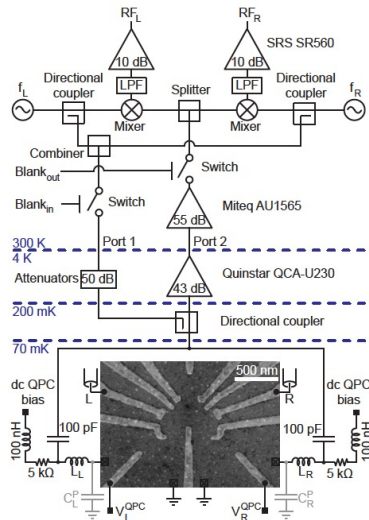 RF_L
RF_R
SRS SR560
10 dB
10 dB
Directional coupler
LPF
Splitter
LPF
Directional coupler
f_L
f_R
Mixer
Mixer
Combiner
Blank_out
Switch
Blank_in
Switch
Miteq AU1565
55 dB
300 K
Port 1
Port 2
4 K
Attenuators
50 dB
Quinstar QCA-U230
43 dB
200 mK
Directional coupler
70 mK
500 nm
dc QPC bias
L
R
dc QPC bias
100 pF
100 pF
100 nH
100 nH
5 kΩ
L_L
L_R
5 kΩ
C_L^P
C_R^P
V_L^QPC
V_R^QPC